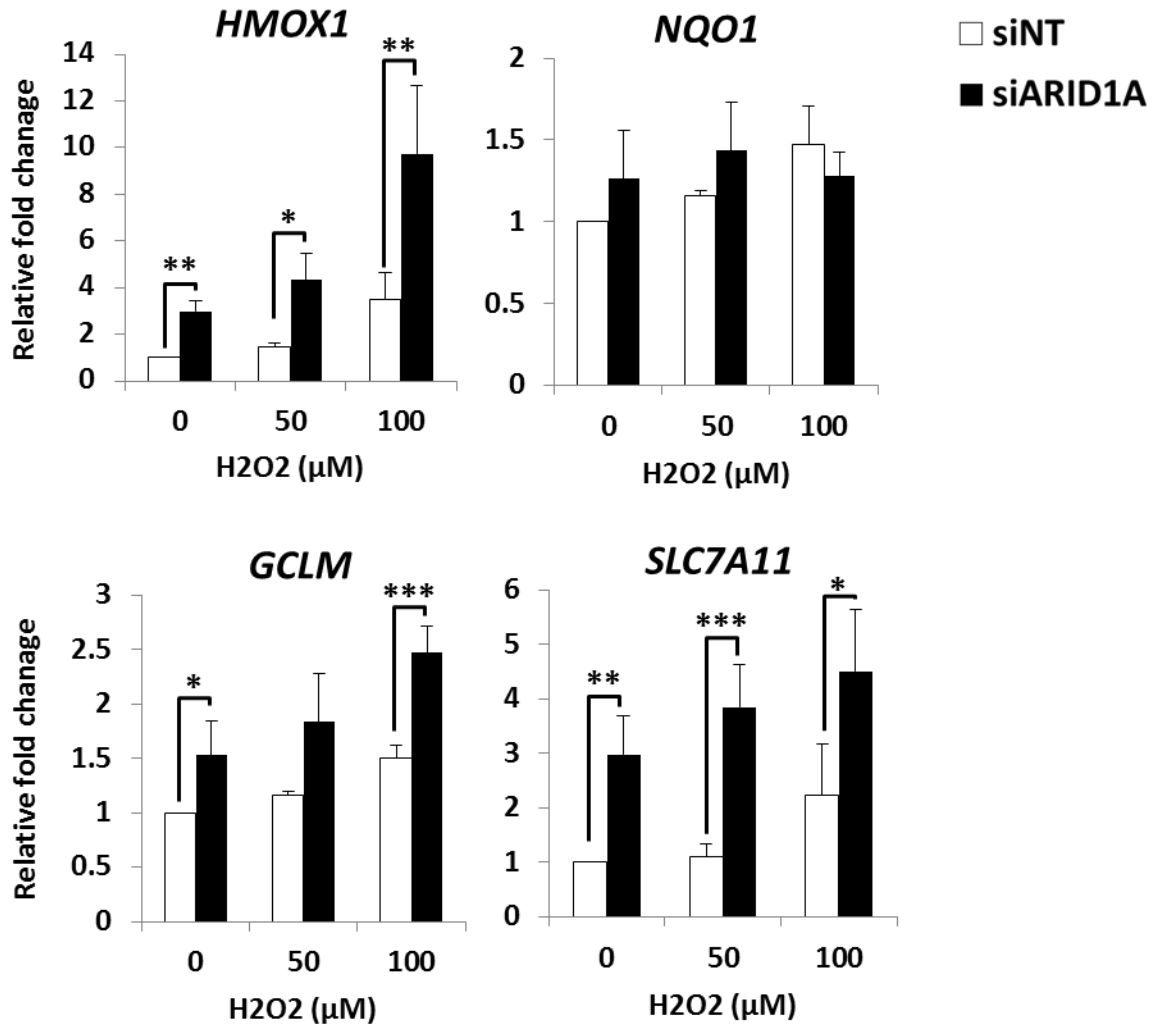 HMOX1
Relative fold chanage
14
12
10
8
6
4
2
0
**
*
**
0 50 100
H2O2 (µM)
NQO1
2
1.5
1
0.5
0
0 50 100
H2O2 (µM)
siNT
siARID1A
GCLM
Relative fold chanage
3
2.5
2
1.5
1
0.5
0
*
***
0 50 100
H2O2 (µM)
SLC7A11
6
5
4
3
2
1
0
**
***
*
0 50 100
H2O2 (µM)